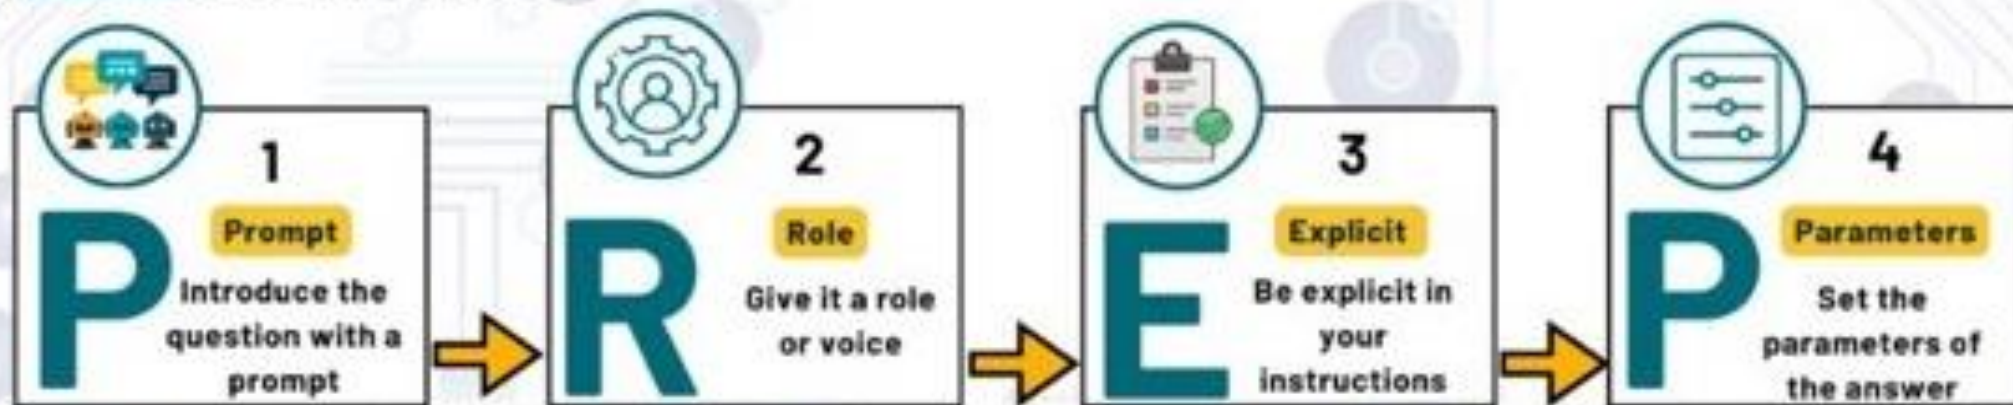 1
P
Prompt
Introduce the
question with a
prompt
2
R
Role
Give it a role
or voice
3
E
Explicit
Be explicit in
your
instructions
4
P
Parameters
Set the
parameters of
the answer